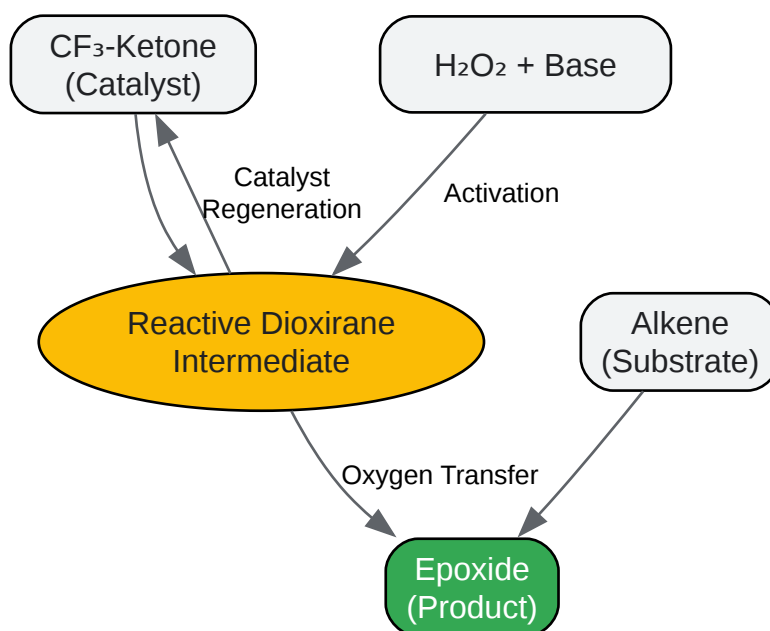 CF₃-Ketone
(Catalyst)
H₂O₂ + Base
Catalyst
Regeneration
Activation
Reactive Dioxirane
Intermediate
Alkene
(Substrate)
Oxygen Transfer
Epoxide
(Product)